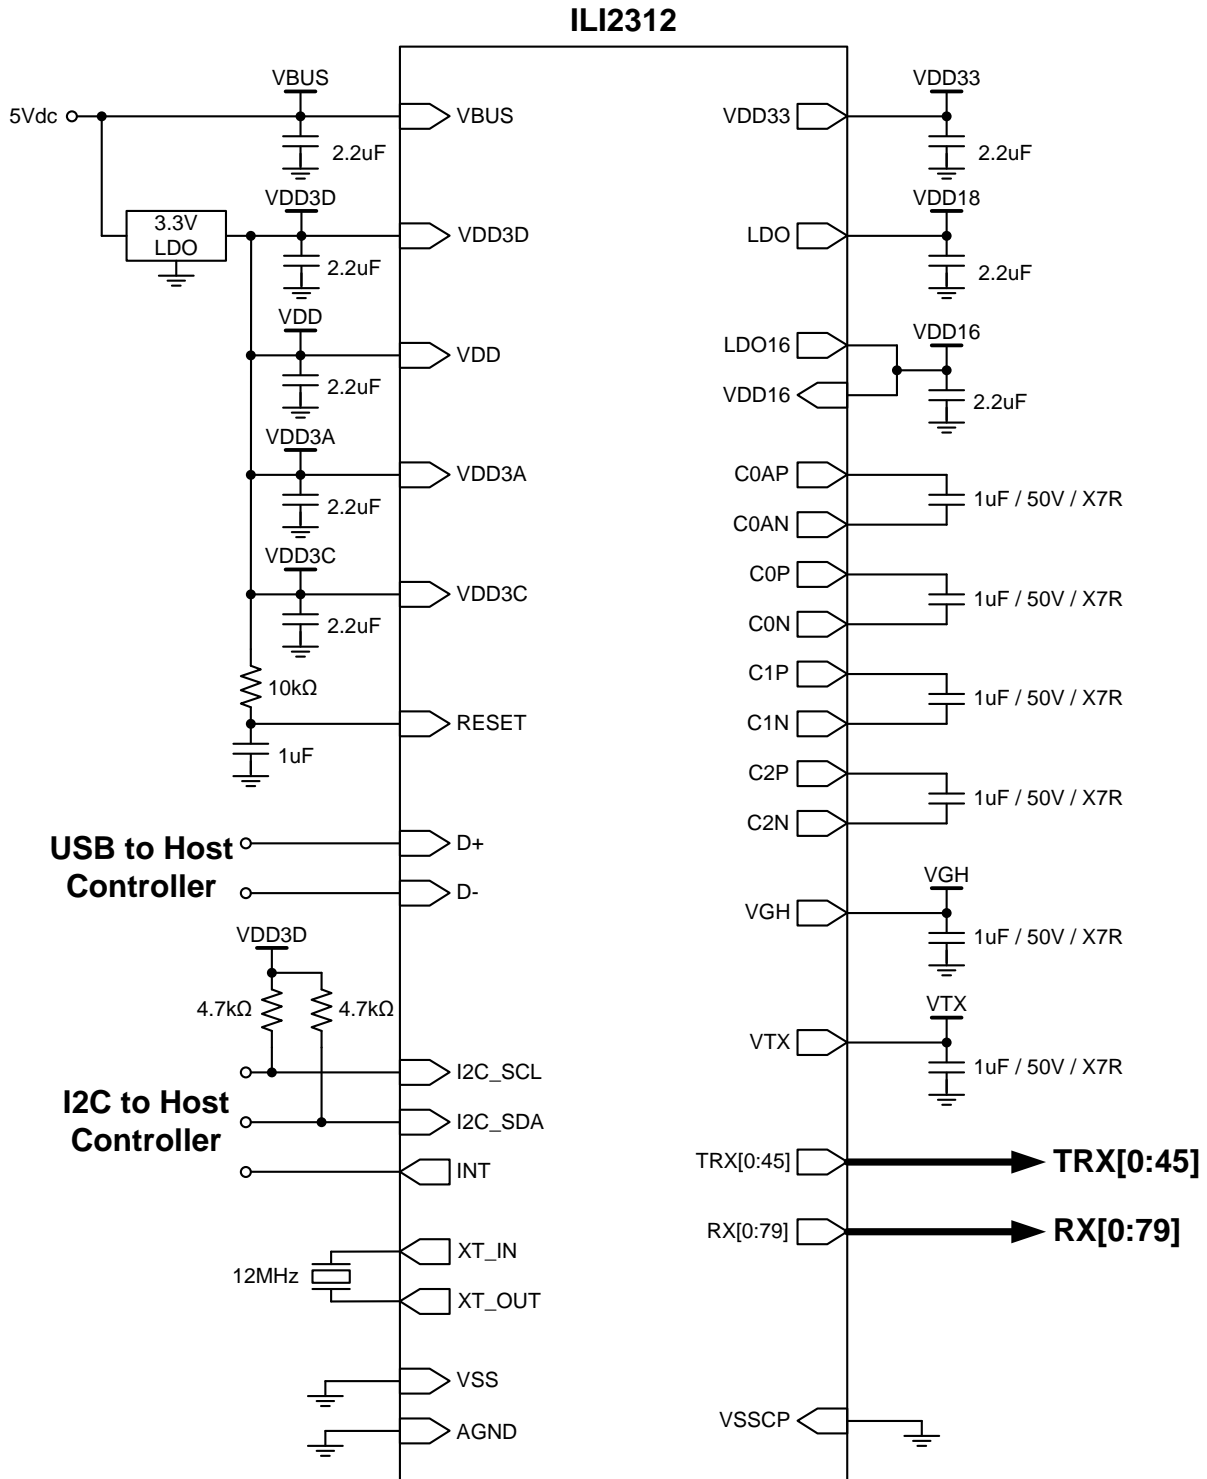 ILI2312
VBUS
5Vdc
VBUS
2.2uF
VDD3D
3.3V
LDO
VDD3D
2.2uF
VDD
VDD
2.2uF
VDD3A
VDD3A
2.2uF
VDD3C
VDD3C
2.2uF
10kΩ
RESET
1uF
USB to Host
Controller
D+
D-
VDD3D
4.7kΩ
4.7kΩ
I2C to Host
Controller
I2C_SCL
I2C_SDA
INT
12MHz
XT_IN
XT_OUT
VSS
AGND
VDD33
VDD33
2.2uF
VDD18
LDO
2.2uF
LDO16
VDD16
VDD16
2.2uF
C0AP
C0AN
1uF / 50V / X7R
C0P
C0N
1uF / 50V / X7R
C1P
C1N
1uF / 50V / X7R
C2P
C2N
1uF / 50V / X7R
VGH
VGH
1uF / 50V / X7R
VTX
VTX
1uF / 50V / X7R
TRX[0:45]
TRX[0:45]
RX[0:79]
RX[0:79]
VSSCP